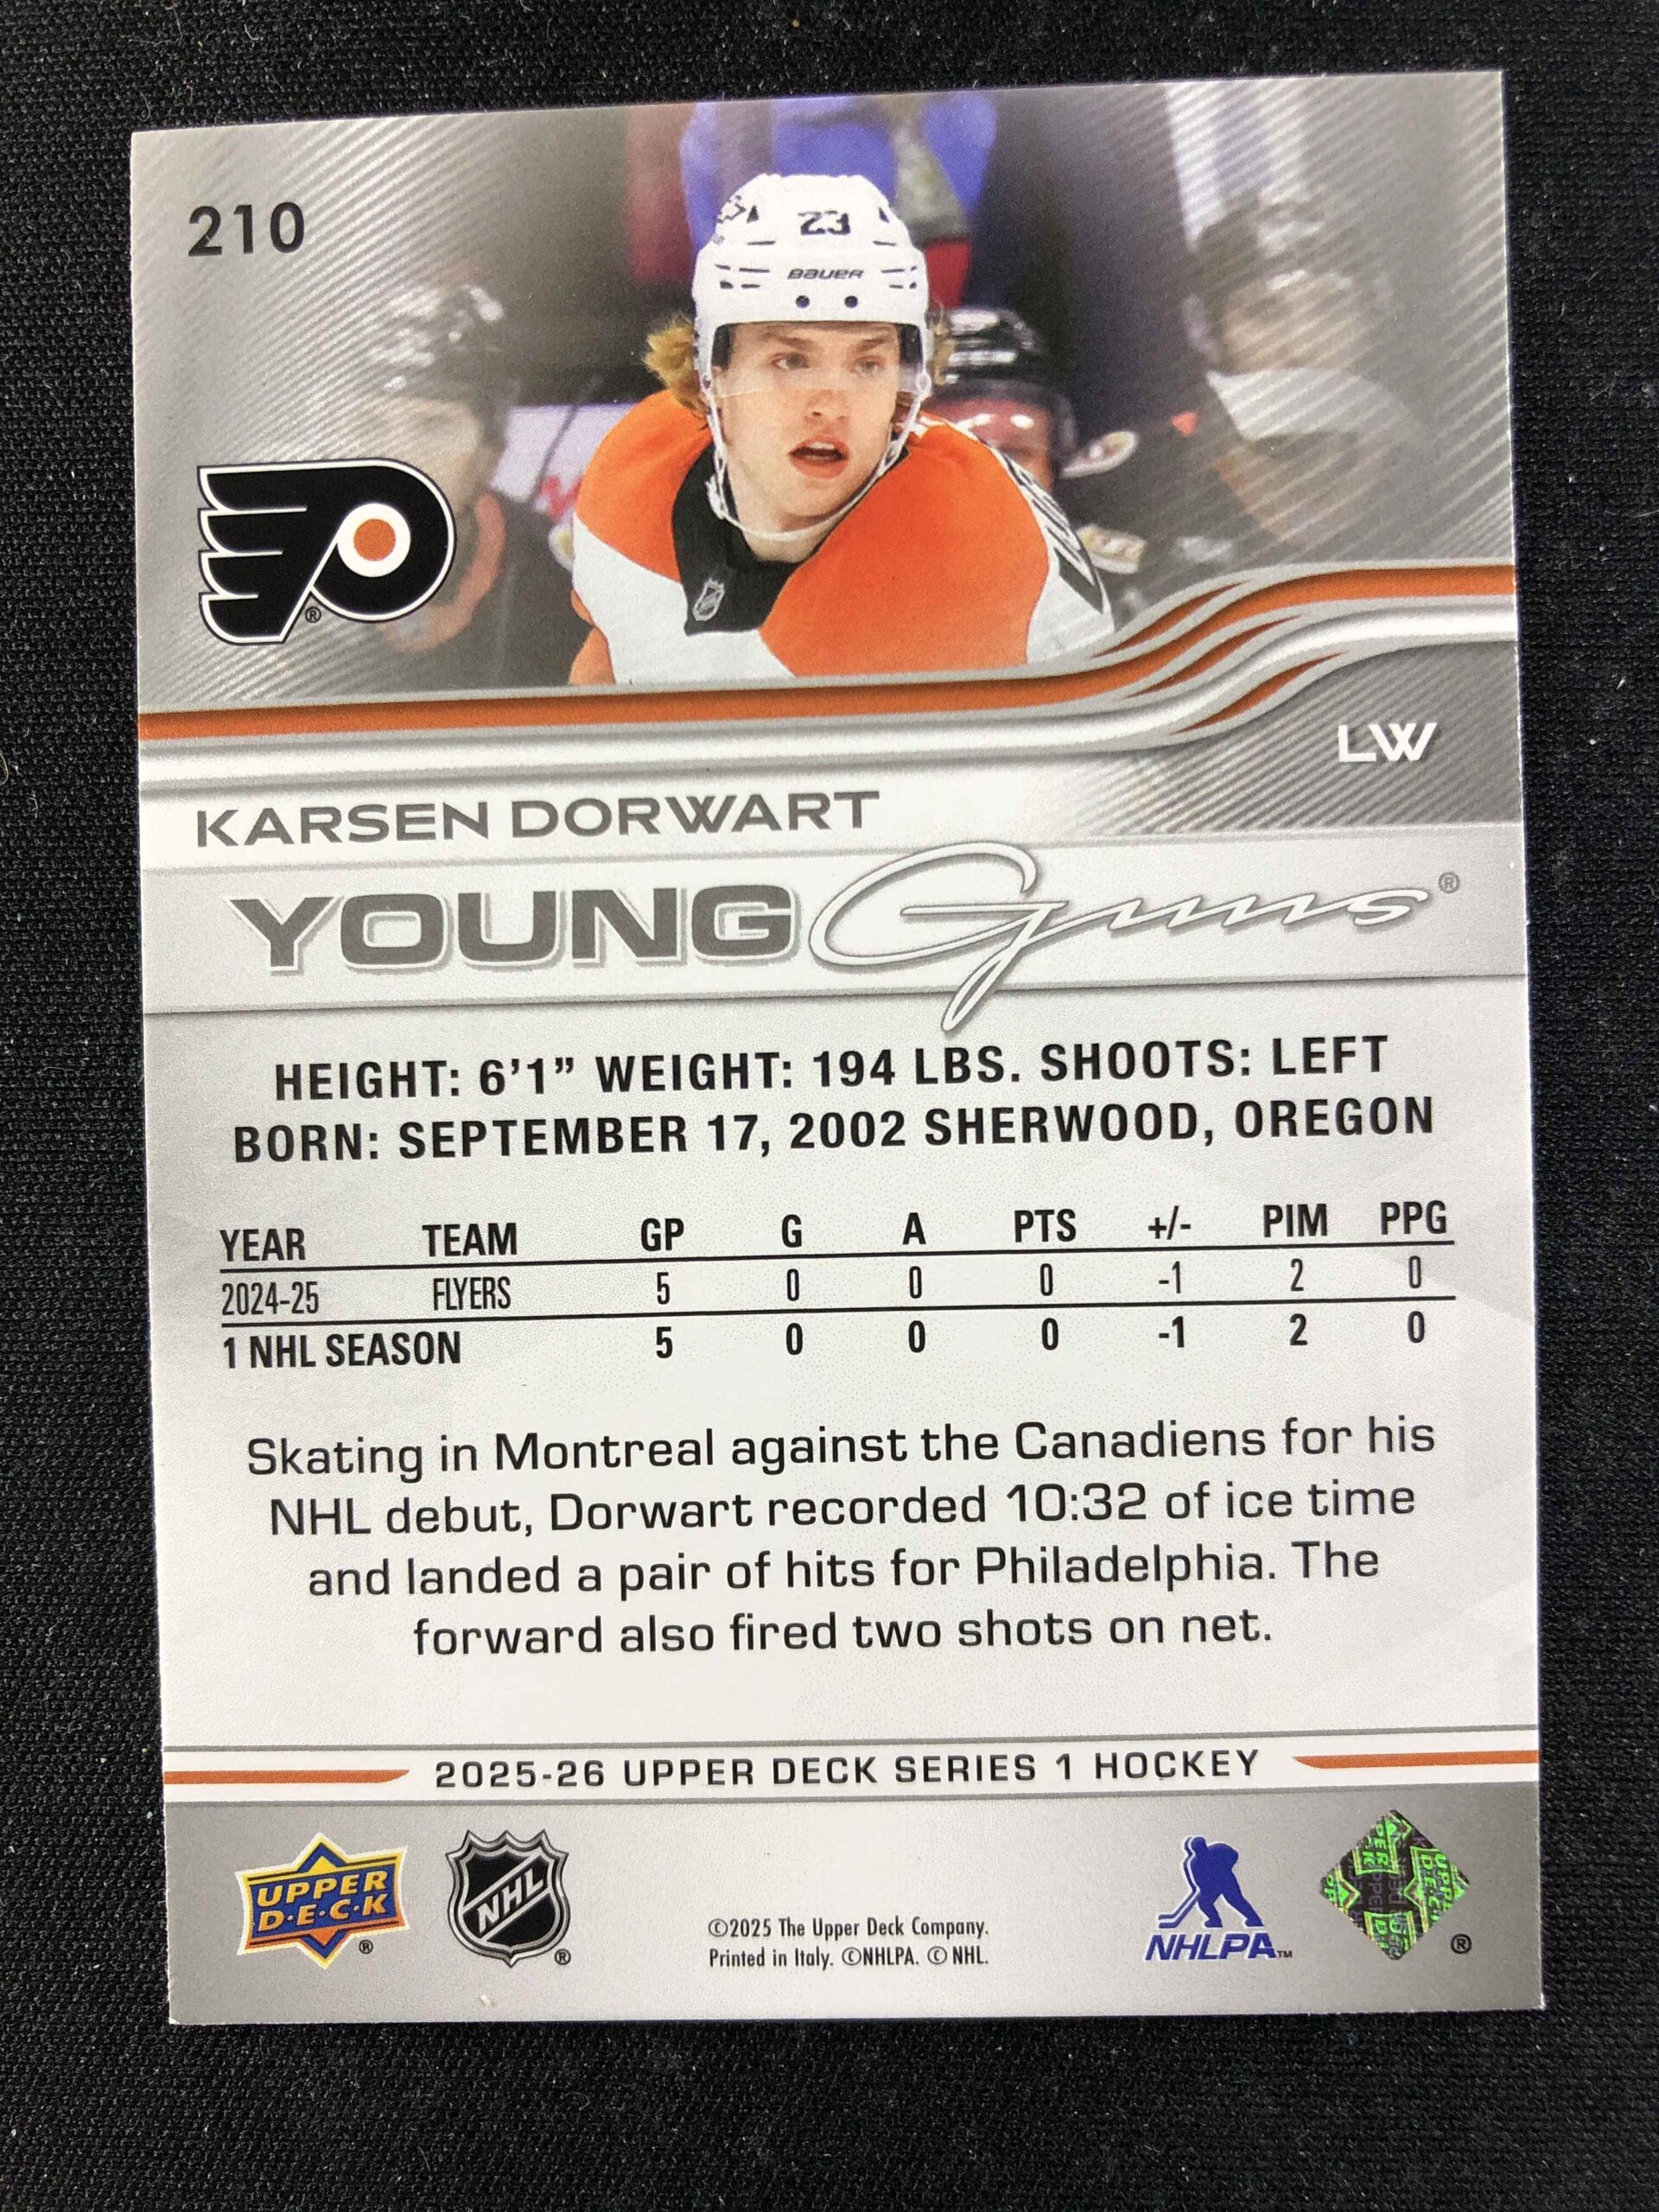 210
23
BAUER
LW
KARSEN DORWART
YOUNG Guns®
HEIGHT: 6'1” WEIGHT: 194 LBS. SHOOTS: LEFT
BORN: SEPTEMBER 17, 2002 SHERWOOD, OREGON
YEAR TEAM GP G A PTS +/- PIM PPG
2024-25 FLYERS 5 0 0 0 -1 2 0
1 NHL SEASON 5 0 0 0 -1 2 0
Skating in Montreal against the Canadiens for his
NHL debut, Dorwart recorded 10:32 of ice time
and landed a pair of hits for Philadelphia. The
forward also fired two shots on net.
2025-26 UPPER DECK SERIES 1 HOCKEY
UPPER
D·E·C·K
®
NHL
®
©2025 The Upper Deck Company.
Printed in Italy. ©NHLPA. © NHL.
NHLPA™
®